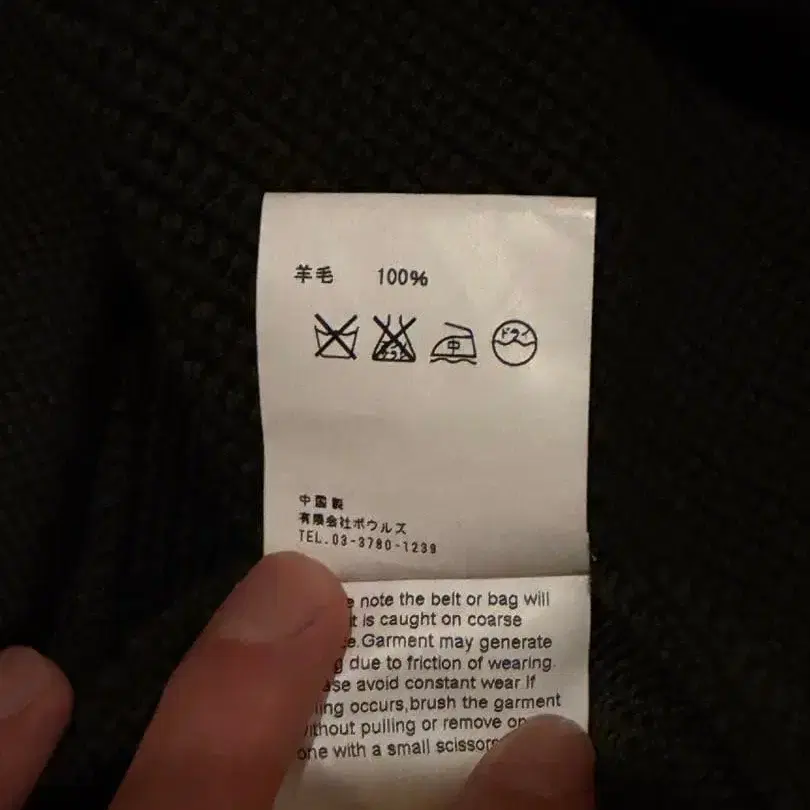 羊毛 100%
中 ドライ
中国製
有限会社ボウルズ
TEL.03-3780-1239
note the belt or bag will
it is caught on coarse
Garment may generate
due to friction of wearing.
avoid constant wear.If
occurs,brush the garment
without pulling or remove
one with a small